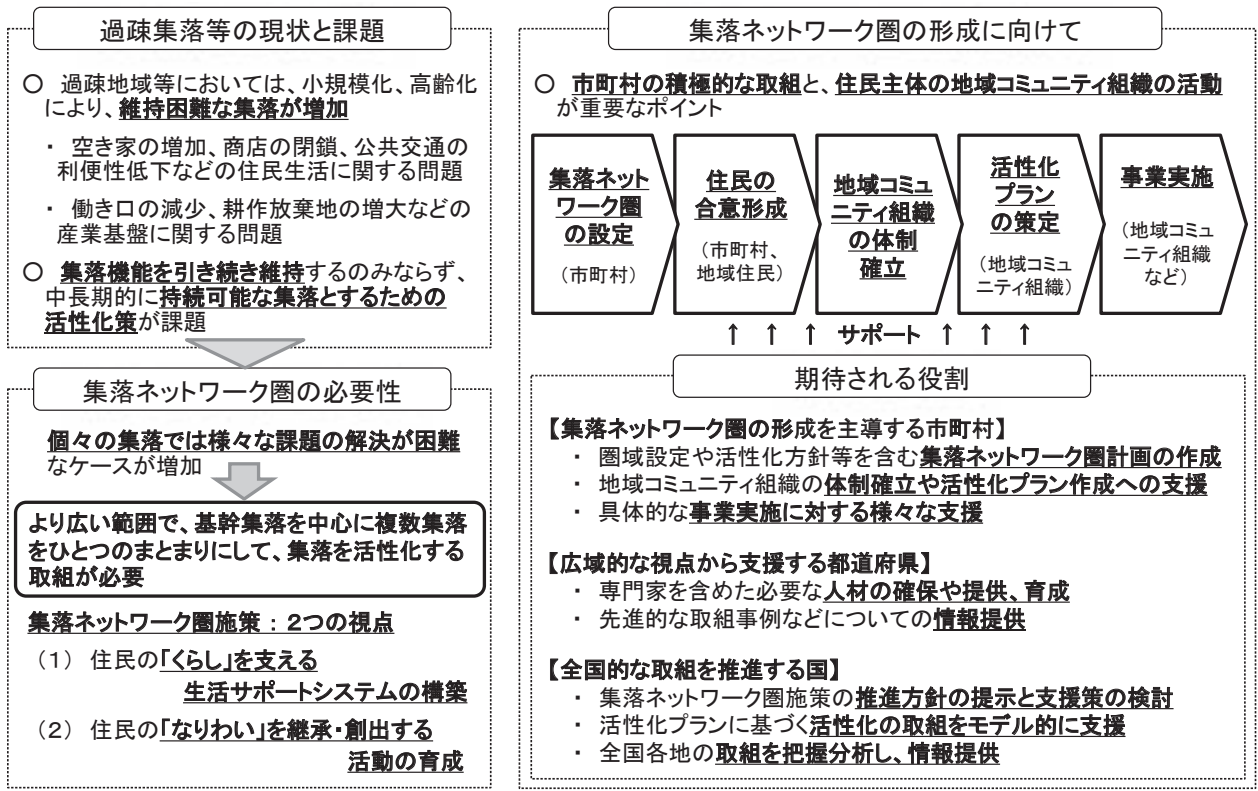 過疎集落等の現状と課題
○ 過疎地域等においては、小規模化、高齢化
により、維持困難な集落が増加
・ 空き家の増加、商店の閉鎖、公共交通の
利便性低下などの住民生活に関する問題
・ 働き口の減少、耕作放棄地の増大などの
産業基盤に関する問題
○ 集落機能を引き続き維持するのみならず、
中長期的に持続可能な集落とするための
活性化策が課題
集落ネットワーク圏の必要性
個々の集落では様々な課題の解決が困難
なケースが増加
より広い範囲で、基幹集落を中心に複数集落
をひとつのまとまりにして、集落を活性化する
取組が必要
集落ネットワーク圏施策 : 2つの視点
(1) 住民の「くらし」を支える
生活サポートシステムの構築
(2) 住民の「なりわい」を継承・創出する
活動の育成
集落ネットワーク圏の形成に向けて
○ 市町村の積極的な取組と、住民主体の地域コミュニティ組織の活動
が重要なポイント
集落ネット
ワーク圏
の設定
(市町村)
住民の
合意形成
(市町村、
地域住民)
地域コミュ
ニティ組織
の体制
確立
活性化
プラン
の策定
(地域コミュ
ニティ組織)
事業実施
(地域コミュ
ニティ組織
など)
↑ ↑ ↑ サポート ↑ ↑ ↑
期待される役割
【集落ネットワーク圏の形成を主導する市町村】
・ 圏域設定や活性化方針等を含む集落ネットワーク圏計画の作成
・ 地域コミュニティ組織の体制確立や活性化プラン作成への支援
・ 具体的な事業実施に対する様々な支援
【広域的な視点から支援する都道府県】
・ 専門家を含めた必要な人材の確保や提供、育成
・ 先進的な取組事例などについての情報提供
【全国的な取組を推進する国】
・ 集落ネットワーク圏施策の推進方針の提示と支援策の検討
・ 活性化プランに基づく活性化の取組をモデル的に支援
・ 全国各地の取組を把握分析し、情報提供